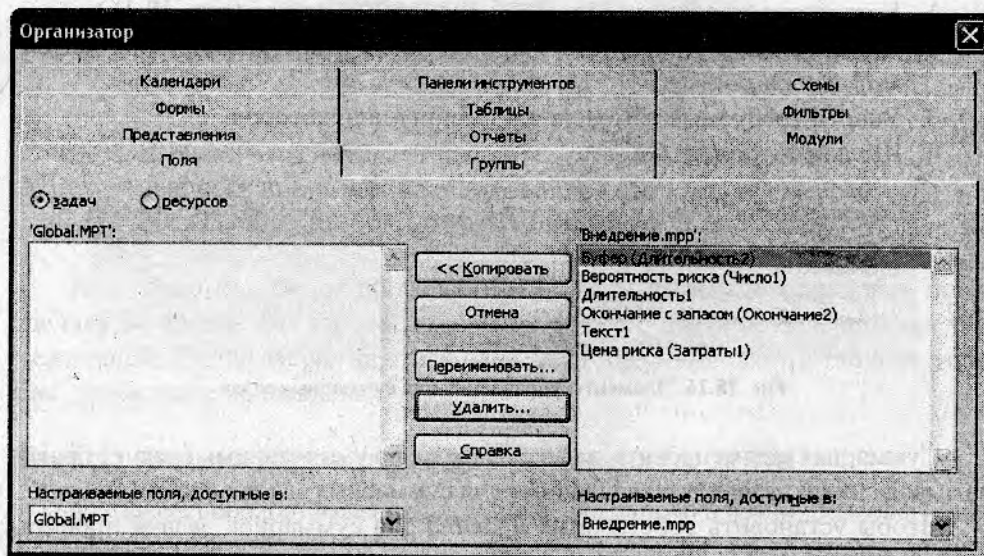 Организатор
Календари
Панели инструментов
Схемы
Формы
Таблицы
Фильтры
Представления
Отчеты
Модули
Поля
Группы
задач
ресурсов
'Global.MPT':
'Внедрение.mpp':
<< Копировать
Отмена
Переименовать...
Удалить...
Справка
Буфер (Длительность2)
Вероятность риска (Число1)
Длительность1
Окончание с запасом (Окончание2)
Текст1
Цена риска (Затраты1)
Настраиваемые поля, доступные в:
Global.MPT
Настраиваемые поля, доступные в:
Внедрение.mpp